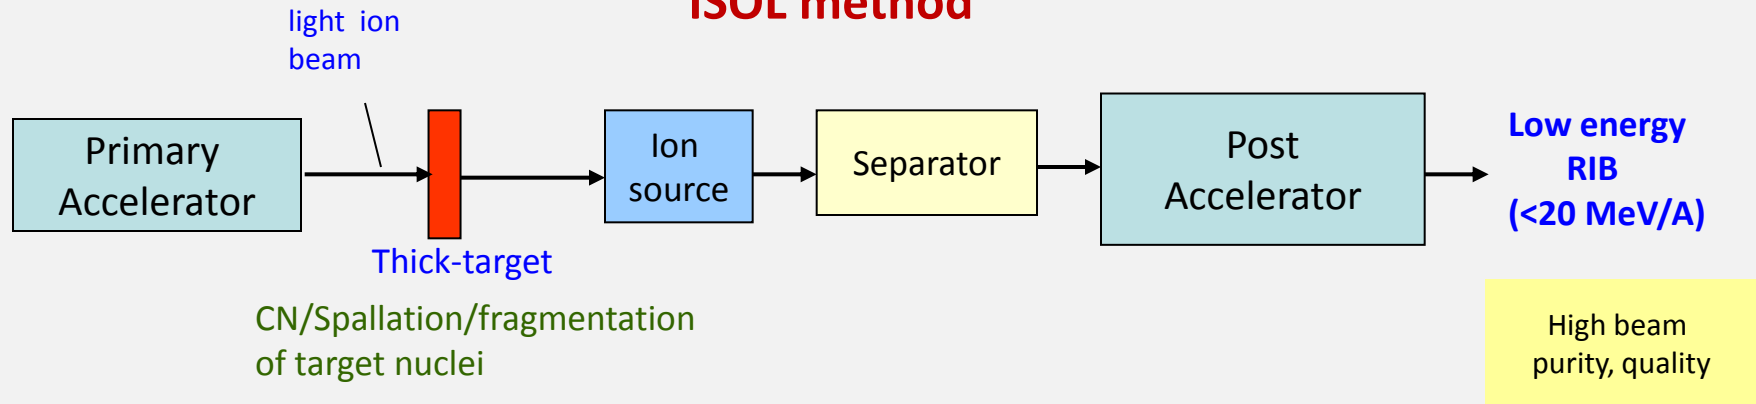 ISOL method
light ion
beam
Primary
Accelerator
Ion
source
Separator
Post
Accelerator
Low energy
RIB
(<20 MeV/A)
Thick-target
CN/Spallation/fragmentation
of target nuclei
High beam
purity, quality